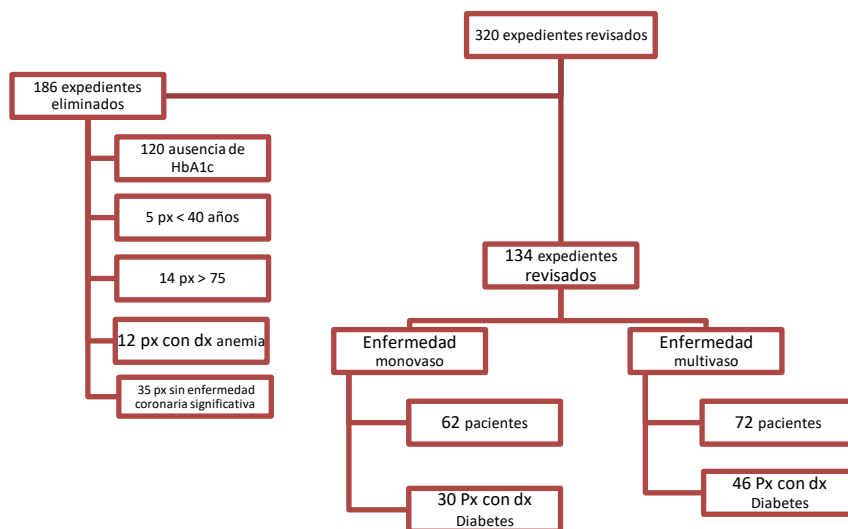 320 expedientes revisados
186 expedientes
eliminados
120 ausencia de
HbA1c
5 px < 40 años
14 px > 75
12 px con dx anemia
35 px sin enfermedad
coronaria significativa
134 expedientes
revisados
Enfermedad
monovaso
62 pacientes
30 Px con dx
Diabetes
Enfermedad
multivaso
72 pacientes
46 Px con dx
Diabetes